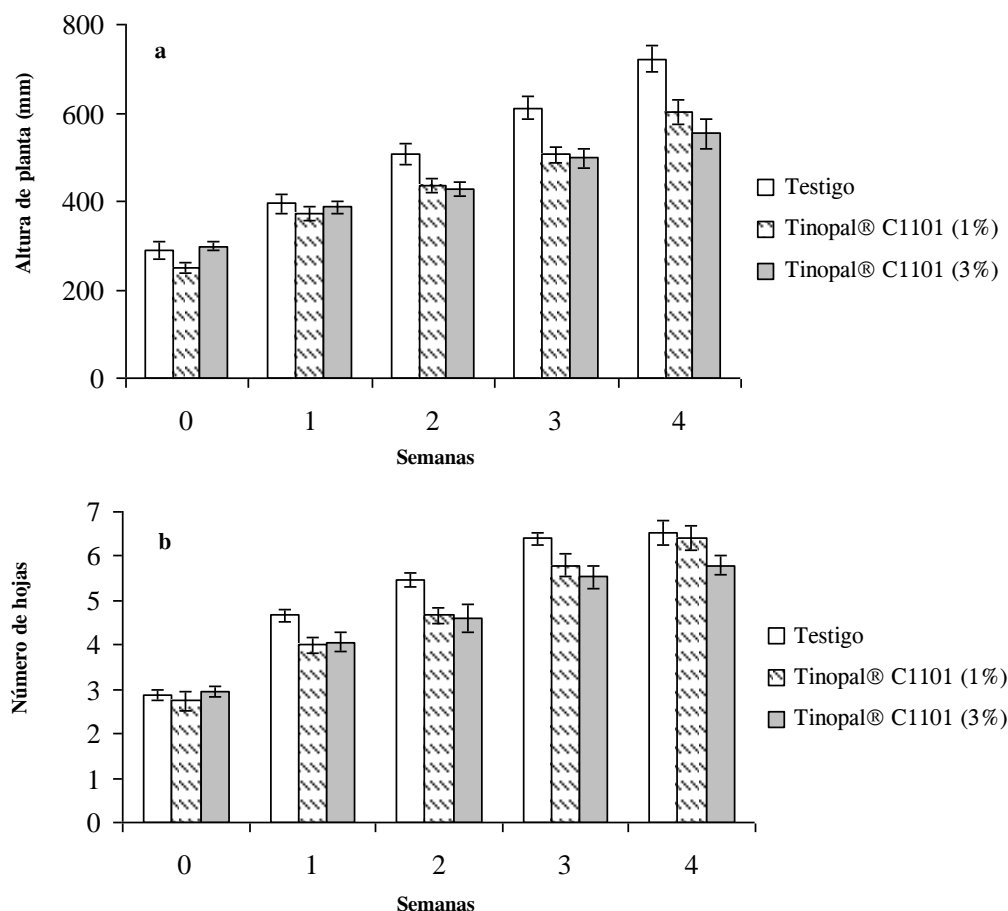 800
a
600
400
200
0
Altura de planta (mm)
0 1 2 3 4
Semanas
Testigo
Tinopal® C1101 (1%)
Tinopal® C1101 (3%)
7
b
6
5
4
3
2
1
0
Número de hojas
0 1 2 3 4
Semanas
Testigo
Tinopal® C1101 (1%)
Tinopal® C1101 (3%)